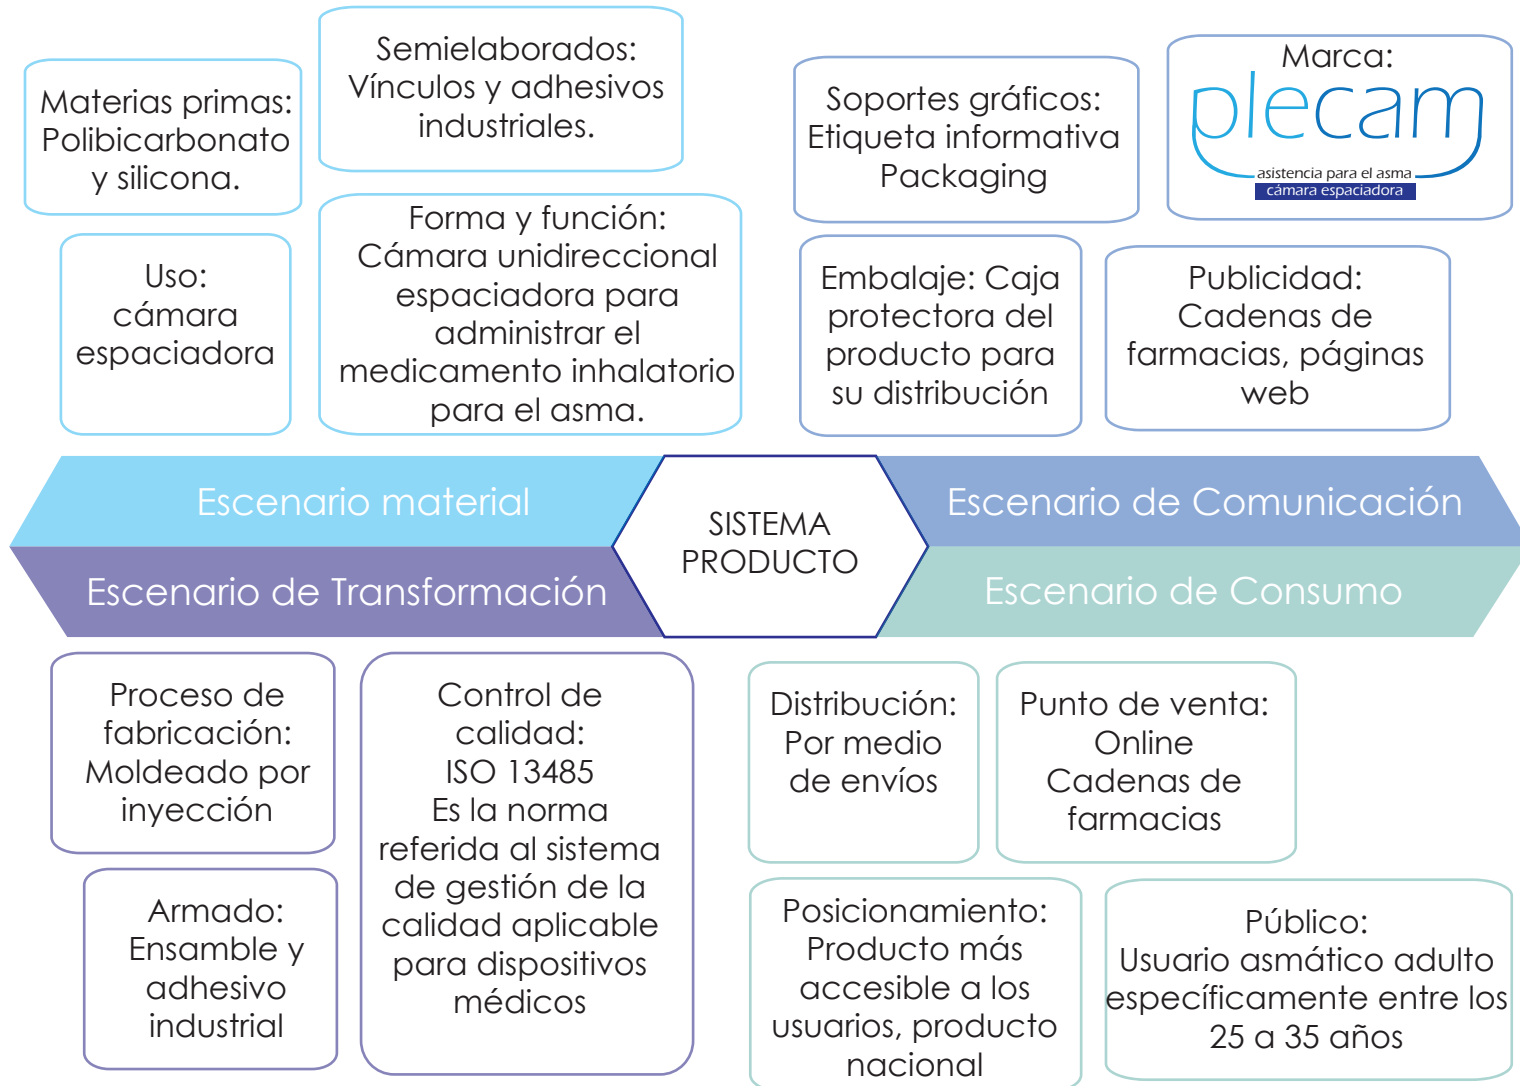 Materias primas:
Polibicarbonato
y silicona.
Semielaborados:
Vínculos y adhesivos
industriales.
Uso:
cámara
espaciadora
Forma y función:
Cámara unidireccional
espaciadora para
administrar el
medicamento inhalatorio
para el asma.
Soportes gráficos:
Etiqueta informativa
Packaging
Marca:
plecam
asistencia para el asma
cámara espaciadora
Embalaje: Caja
protectora del
producto para
su distribución
Publicidad:
Cadenas de
farmacias, páginas
web
Escenario material
SISTEMA
PRODUCTO
Escenario de Comunicación
Escenario de Transformación
Escenario de Consumo
Proceso de
fabricación:
Moldeado por
inyección
Control de
calidad:
ISO 13485
Es la norma
referida al sistema
de gestión de la
calidad aplicable
para dispositivos
médicos
Armado:
Ensamble y
adhesivo
industrial
Distribución:
Por medio
de envíos
Punto de venta:
Online
Cadenas de
farmacias
Posicionamiento:
Producto más
accesible a los
usuarios, producto
nacional
Público:
Usuario asmático adulto
específicamente entre los
25 a 35 años